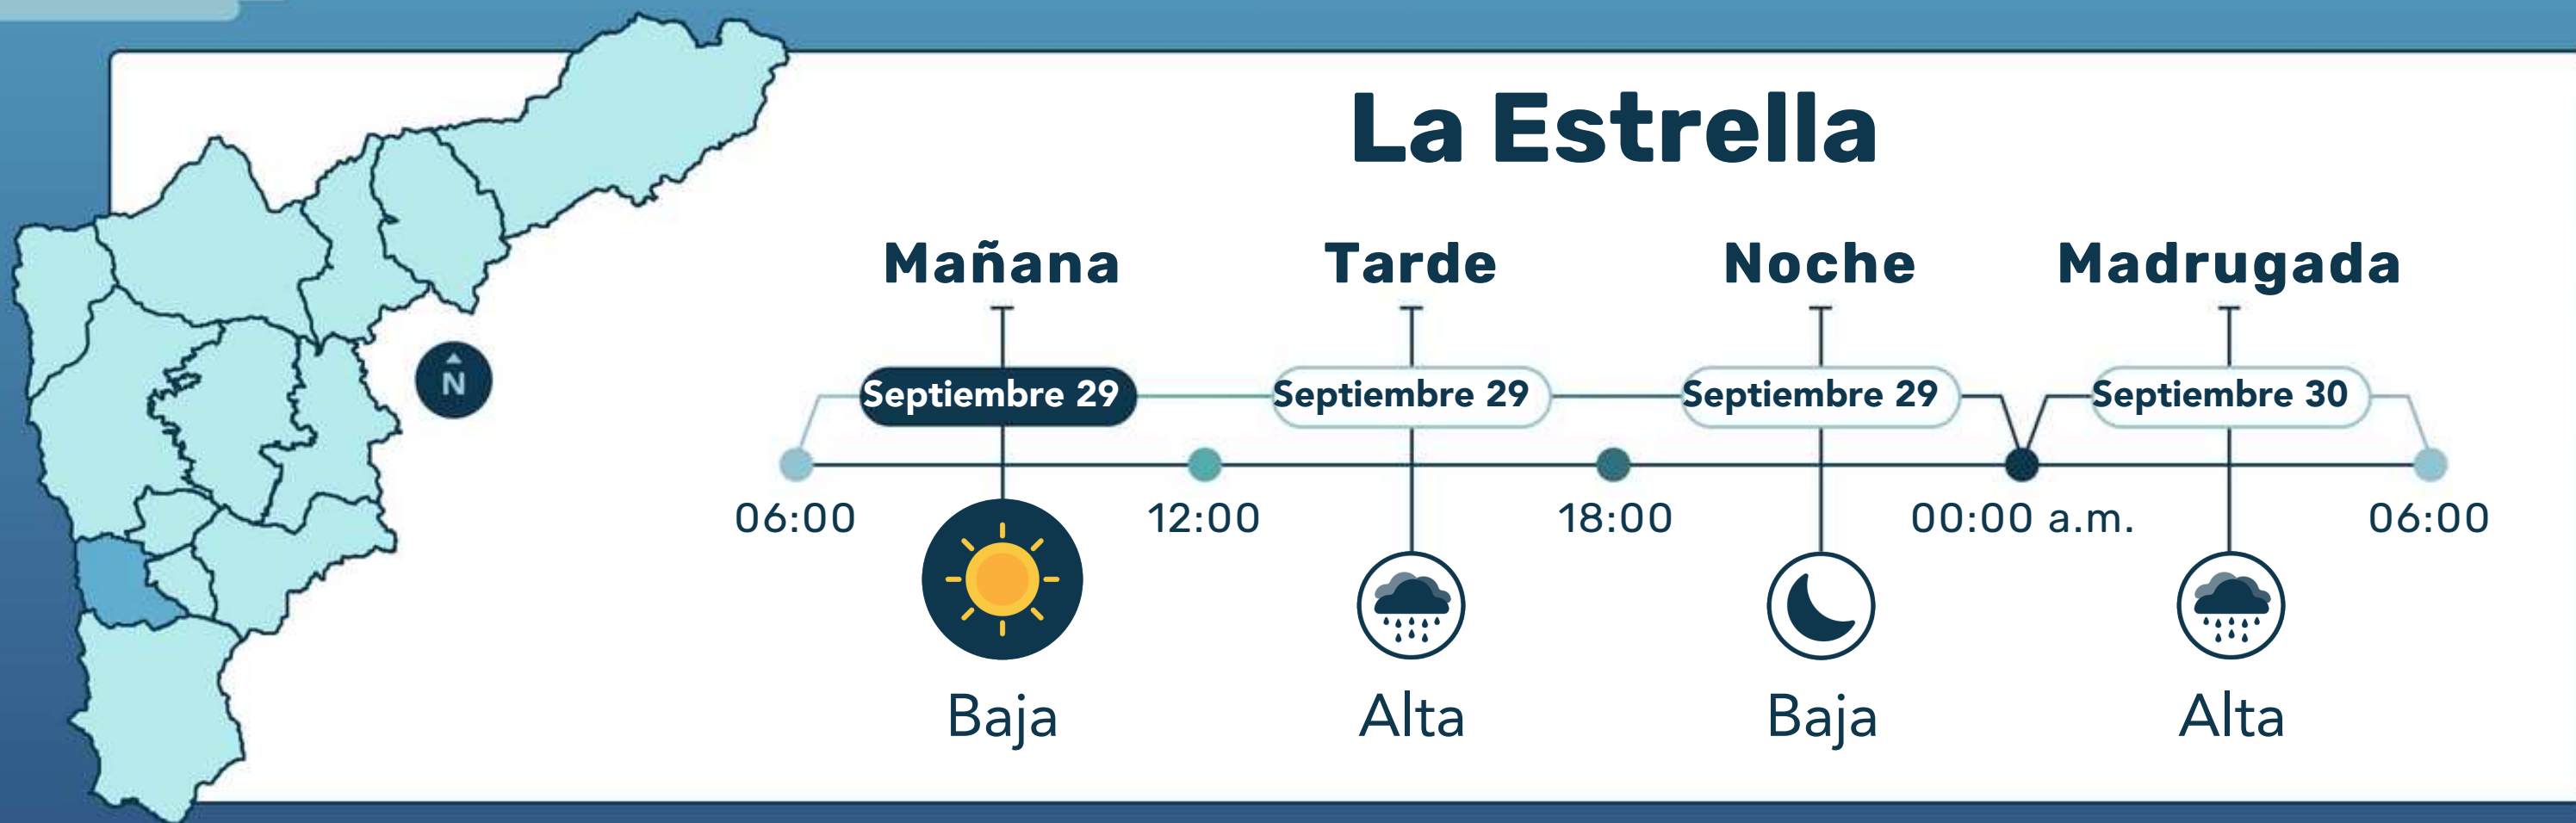 La Estrella
Mañana Tarde Noche Madrugada
N
Septiembre 29 Septiembre 29 Septiembre 29 Septiembre 30
06:00 12:00 18:00 00:00 a.m. 06:00
Baja Alta Baja Alta